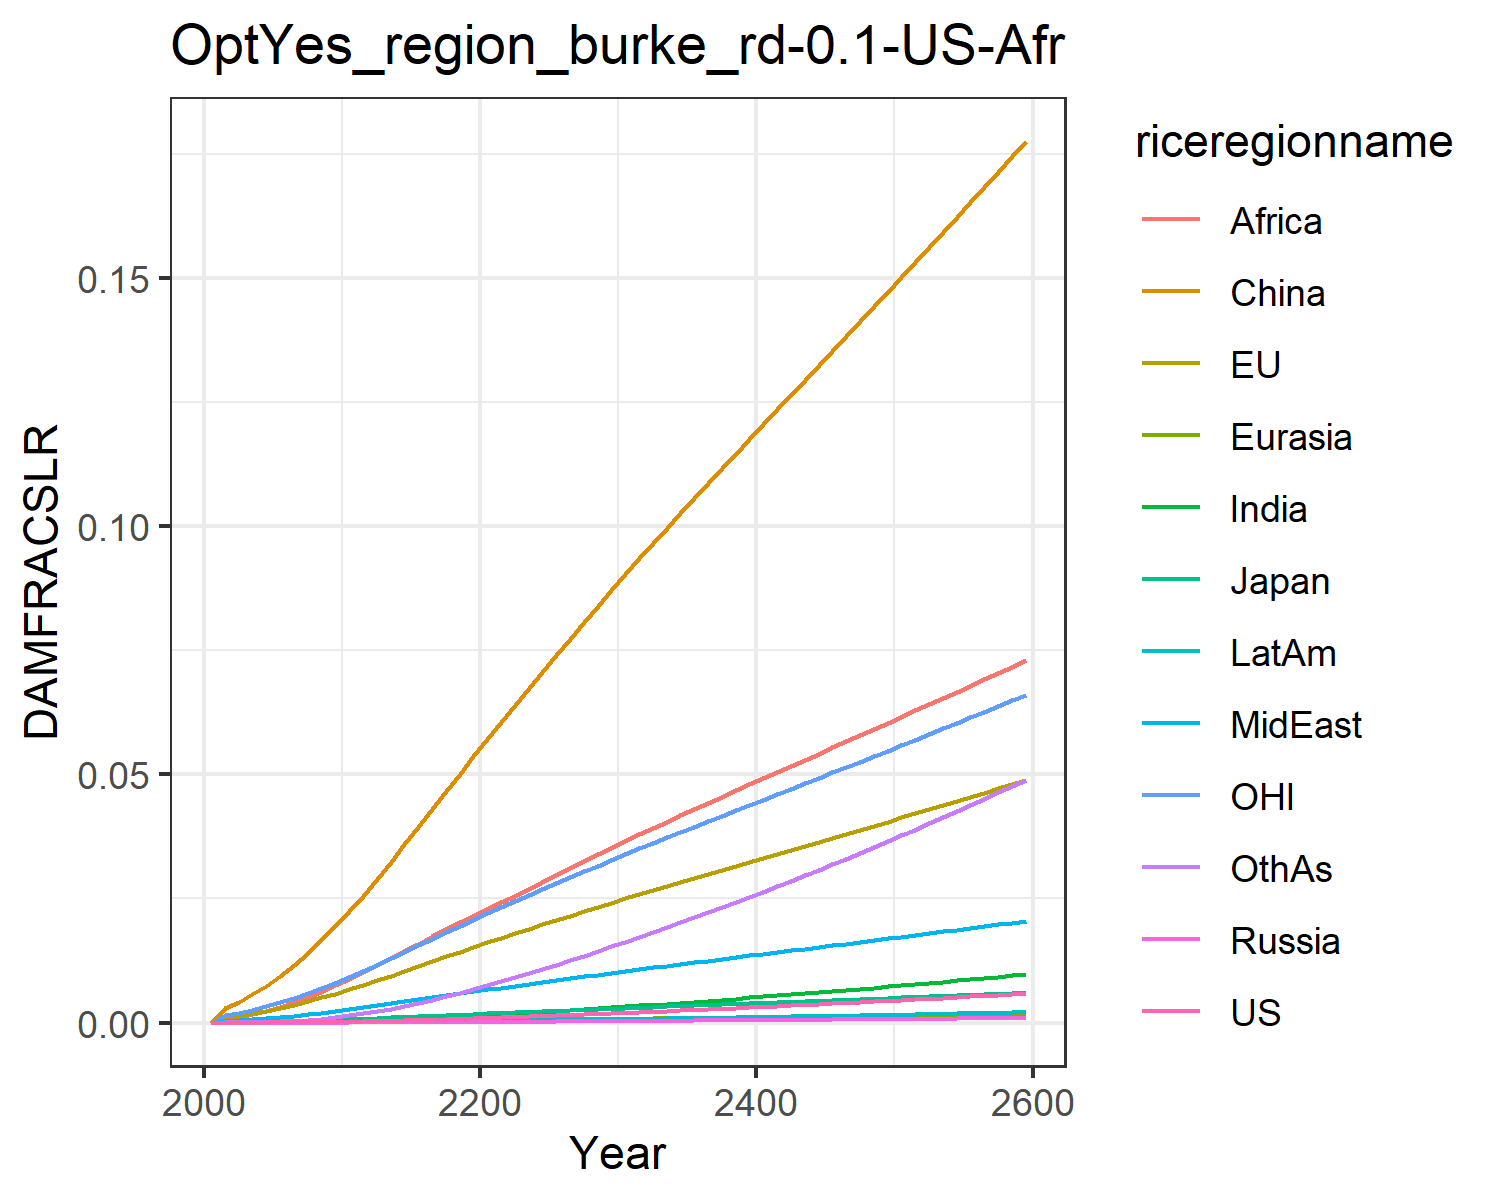 OptYes_region_burke_rd-0.1-US-Afr
DAMFRACSLR
0.15
0.10
0.05
0.00
2000 2200 2400 2600
Year
riceregionname
Africa
China
EU
Eurasia
India
Japan
LatAm
MidEast
OHI
OthAs
Russia
US